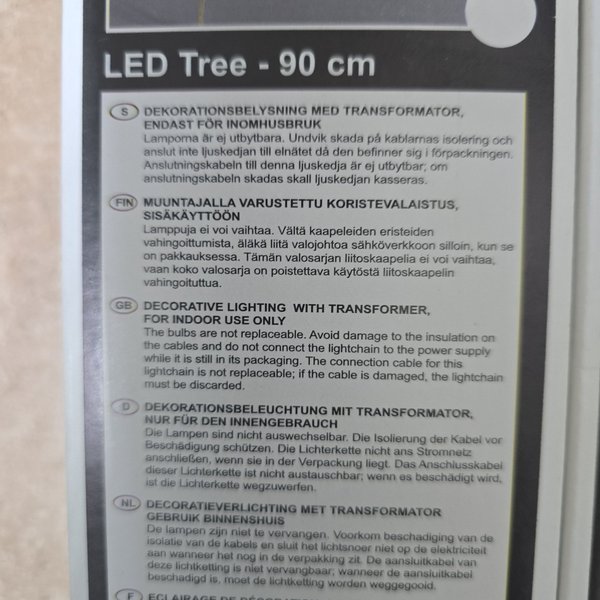 LED Tree - 90 cm
S DEKORATIONSBELYSNING MED TRANSFORMATOR,
ENDAST FÖR INOMHUSBRUK
Lamporna är ej utbytbara. Undvik skada på kablarnas isolering och
anslut inte ljuskedjan till elnätet då den befinner sig i förpackningen.
Anslutningskabeln till denna ljuskedja är ej utbytbar; om
anslutningskabeln skadas skall ljuskedjan kasseras.
FIN MUUNTAJALLA VARUSTETTU KORISTEVALAISTUS,
SISÄKÄYTTÖÖN
Lamppuja ei voi vaihtaa. Vältä kaapeleiden eristeiden
vahingoittumista, äläkä liitä valojohtoa sähköverkkoon silloin, kun se
on pakkauksessa. Tämän valosarjan liitoskaapelia ei voi vaihtaa,
vaan koko valosarja on poistettava käytöstä liitoskaapelin
vahingoituttua.
GB DECORATIVE LIGHTING WITH TRANSFORMER,
FOR INDOOR USE ONLY
The bulbs are not replaceable. Avoid damage to the insulation on
the cables and do not connect the lightchain to the power supply
while it is still in its packaging. The connection cable for this
lightchain is not replaceable; if the cable is damaged, the lightchain
must be discarded.
D DEKORATIONSBELEUCHTUNG MIT TRANSFORMATOR,
NUR FÜR DEN INNENGEBRAUCH
Die Lampen sind nicht auswechselbar. Die Isolierung der Kabel vor
Beschädigung schützen. Die Lichterkette nicht ans Stromnetz
anschließen, wenn sie in der Verpackung liegt. Das Anschlusskabel
dieser Lichterkette ist nicht austauschbar; wenn es beschädigt wird,
ist die Lichterkette wegzuwerfen.
NL DECORATIEVERLICHTING MET TRANSFORMATOR
GEBRUIK BINNENSHUIS
De lampen zijn niet te vervangen. Voorkom beschadiging van de
isolatie van de kabels en sluit het lichtsnoer niet op de elektriciteit
aan wanneer het nog in de verpakking zit. De aansluitkabel van
deze lichtketting is niet vervangbaar; wanneer de aansluitkabel
beschadigd is, moet de lichtketting worden weggegooid.
F ECLAIRAGE DE